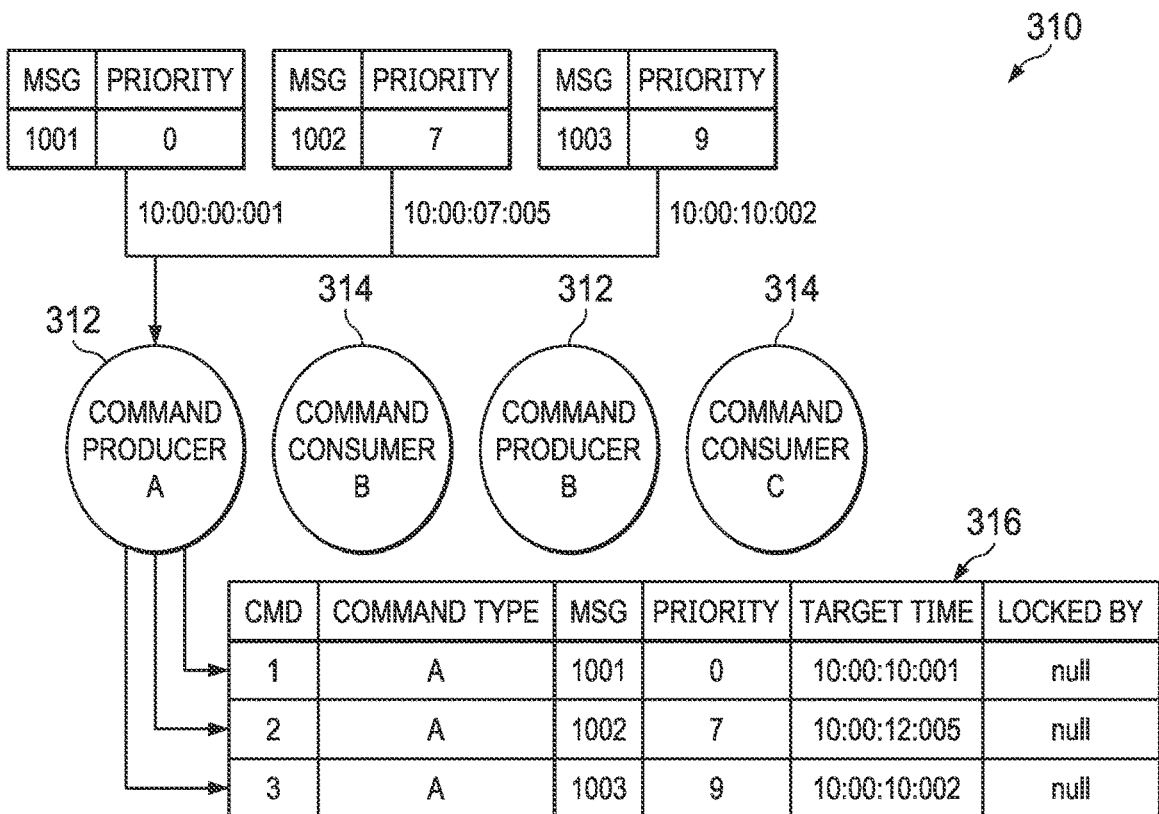 310
MSG PRIORITY MSG PRIORITY MSG PRIORITY
1001 0 1002 7 1003 9
10:00:00:001 10:00:07:005 10:00:10:002
312 314 312 314
COMMAND PRODUCER A
COMMAND CONSUMER B
COMMAND PRODUCER B
COMMAND CONSUMER C
316
CMD COMMAND TYPE MSG PRIORITY TARGET TIME LOCKED BY
1 A 1001 0 10:00:10:001 null
2 A 1002 7 10:00:12:005 null
3 A 1003 9 10:00:10:002 null